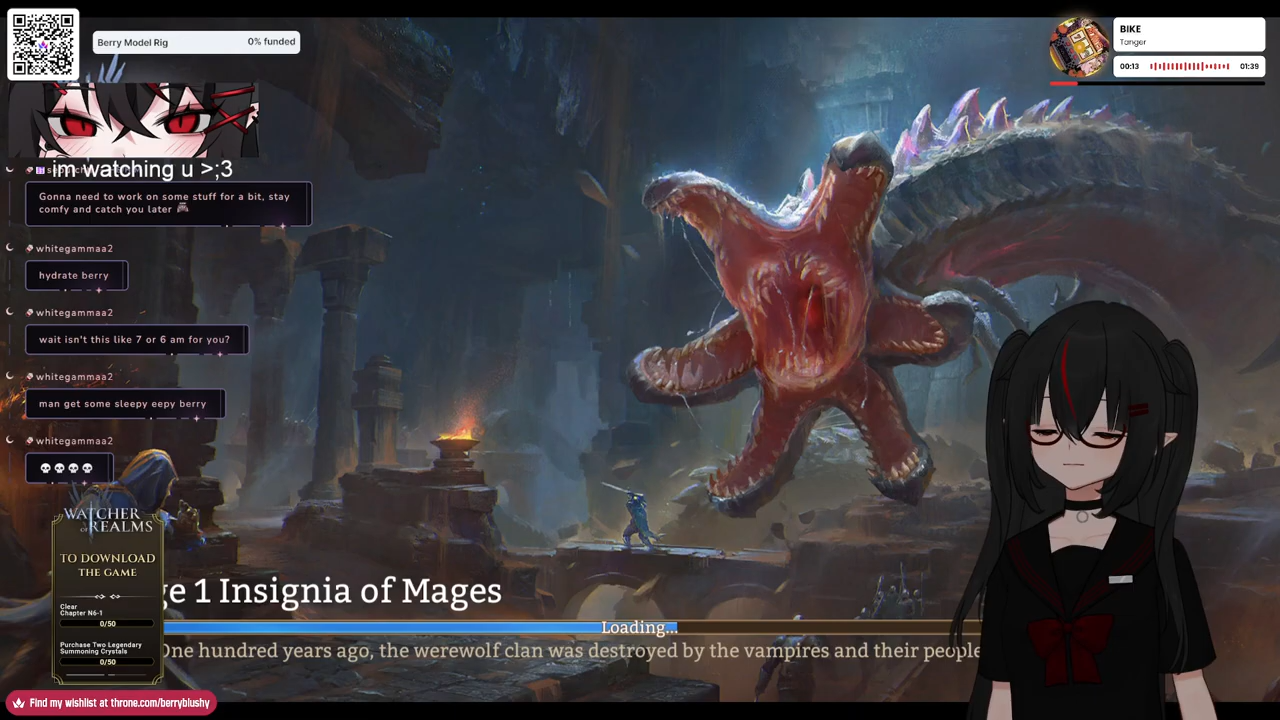 Berry Model Rig 0% funded
BIKE
Tanger
00:13 01:39
im watching u >;3
Gonna need to work on some stuff for a bit, stay
comfy and catch you later
whitegammaa2
hydrate berry
whitegammaa2
wait isn't this like 7 or 6 am for you?
whitegammaa2
man get some sleepy eepy berry
whitegammaa2
WATCHER
OF REALMS
TO DOWNLOAD
THE GAME
Clear
Chapter N6-1
0/50
Purchase Two Legendary
Summoning Crystals
0/50
ge 1 Insignia of Mages
Loading...
One hundred years ago, the werewolf clan was destroyed by the vampires and their people
Find my wishlist at throne.com/berryblushy